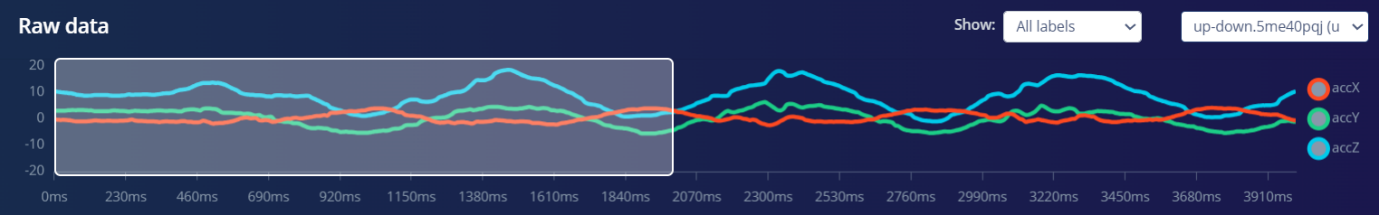 Raw data
Show: All labels up-down.5me40pqj (u
20
10
0
-10
-20
accX
accY
accZ
0ms 230ms 460ms 690ms 920ms 1150ms 1380ms 1610ms 1840ms 2070ms 2300ms 2530ms 2760ms 2990ms 3220ms 3450ms 3680ms 3910ms